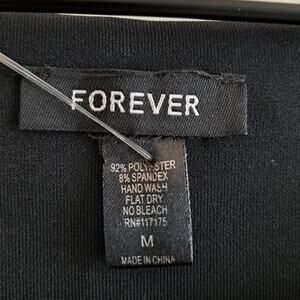 FOREVER
92% POLYESTER
8% SPANDEX
HAND WASH
FLAT DRY
NO BLEACH
RN#117175
M
MADE IN CHINA